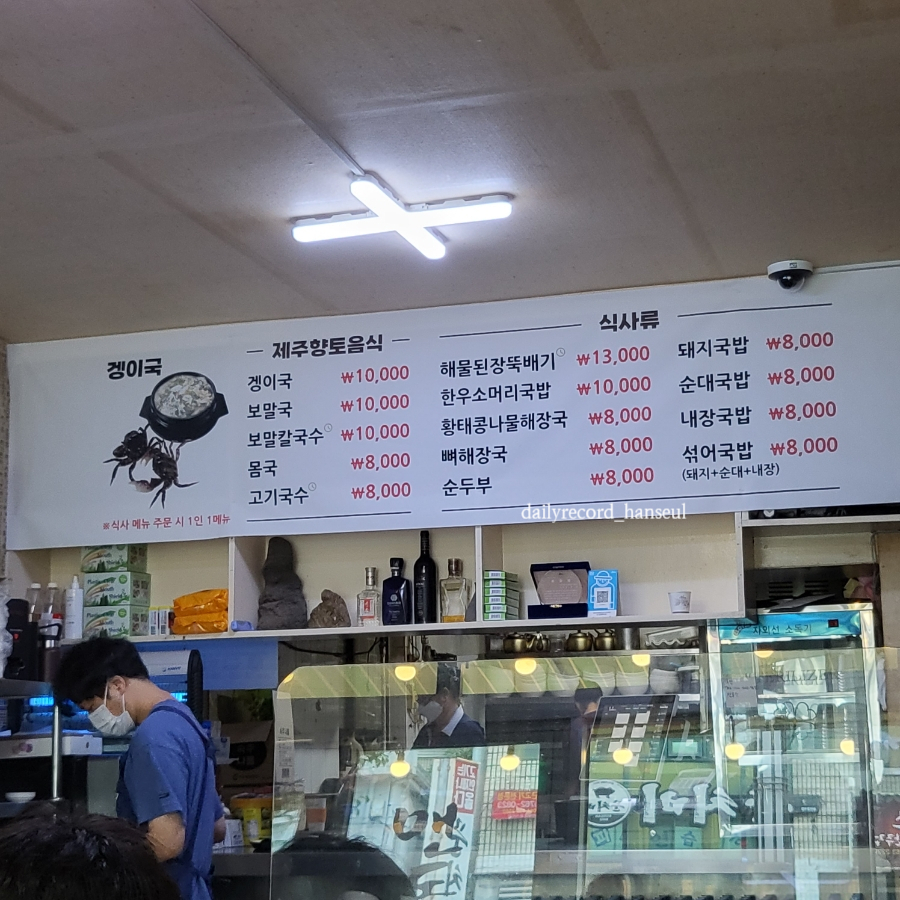 겡이국
※식사 메뉴 주문 시 1인 1메뉴
제주향토음식
겡이국 ₩10,000
보말국 ₩10,000
보말칼국수 ₩10,000
몸국 ₩8,000
고기국수 ₩8,000
식사류
해물된장뚝배기 ₩13,000
한우소머리국밥 ₩10,000
황태콩나물해장국 ₩8,000
뼈해장국 ₩8,000
순두부 ₩8,000
돼지국밥 ₩8,000
순대국밥 ₩8,000
내장국밥 ₩8,000
섞어국밥 ₩8,000
(돼지+순대+내장)
dailyrecord_hanseul
자외선 소독기